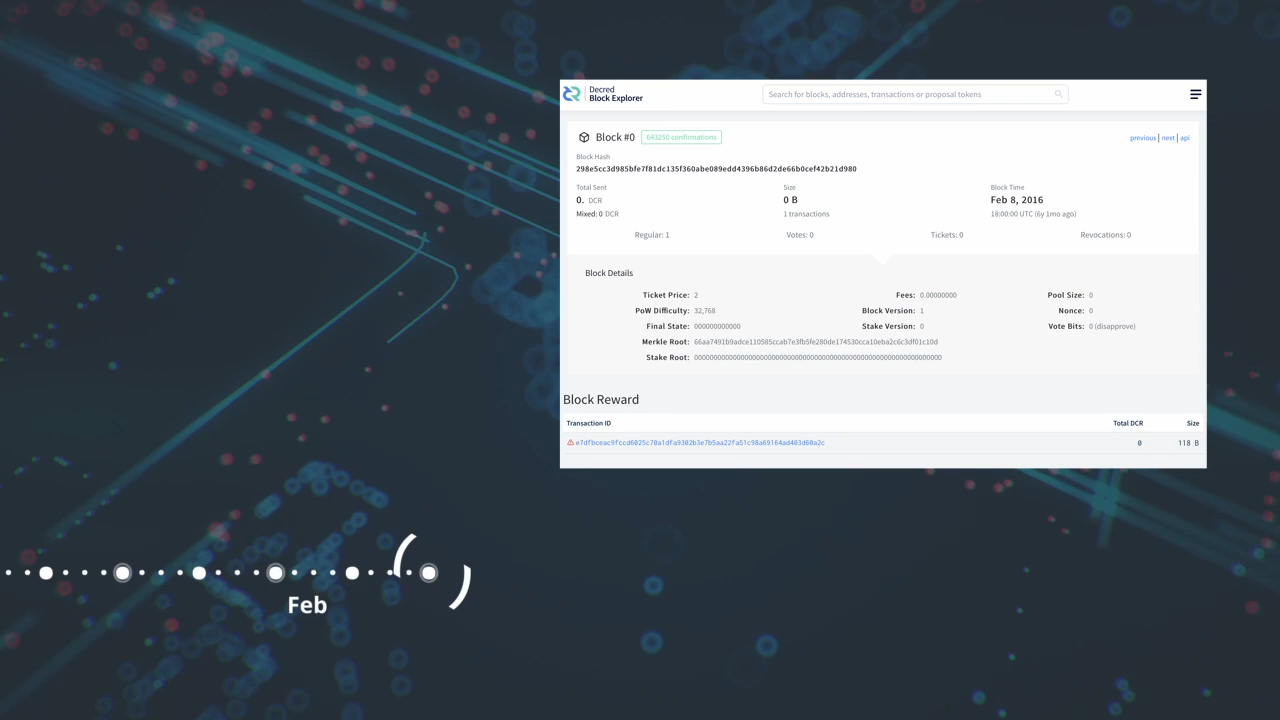 Decred
Block Explorer
Search for blocks, addresses, transactions or proposal tokens
Block #0 643250 confirmations
previous | next | api
Block Hash
298e5cc3d985bfe7f81dc135f360abe089edd4396b86d2de66b0cef42b21d980
Total Sent Size Block Time
0. DCR 0 B Feb 8, 2016
Mixed: 0 DCR 1 transactions 18:00:00 UTC (6y 1mo ago)
Regular: 1 Votes: 0 Tickets: 0 Revocations: 0
Block Details
Ticket Price: 2 Fees: 0.00000000 Pool Size: 0
PoW Difficulty: 32,768 Block Version: 1 Nonce: 0
Final State: 000000000000 Stake Version: 0 Vote Bits: 0 (disapprove)
Merkle Root: 66aa7491b9adce110585ccab7e3fb5fe280de174530cca10eba2c6c3df01c10d
Stake Root: 0000000000000000000000000000000000000000000000000000000000000000
Block Reward
Transaction ID Total DCR Size
e7dfbceac9fccd6025c70a1dfa9302b3e7b5aa22fa51c98a69164ad403d60a2c 0 118 B
Feb